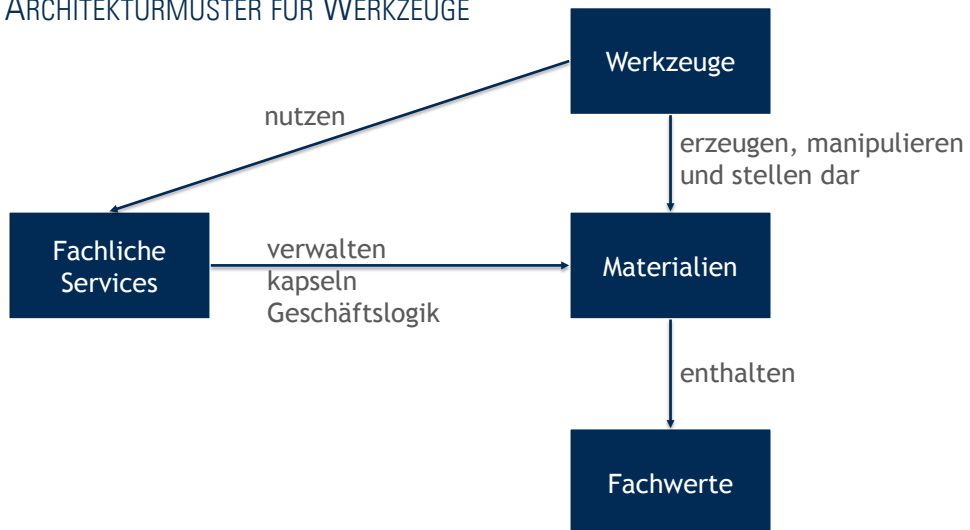 ARCHITEKTURMUSTER FÜR WERKZEUGE
Werkzeuge
nutzen
erzeugen, manipulieren
und stellen dar
Fachliche
Services
verwalten
kapseln
Geschäftslogik
Materialien
enthalten
Fachwerte